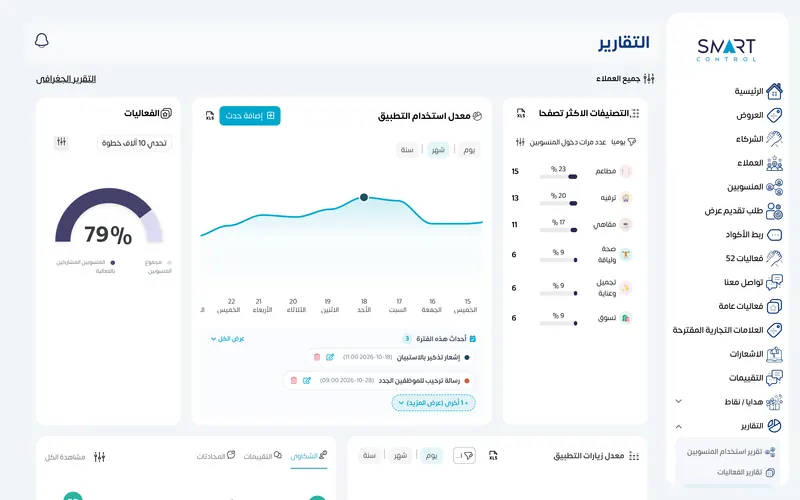 SMART
CONTROL
الرئيسية
العروض
الشركاء
العملاء
المنسوبين
طلب تقديم عرض
ربط الأكواد
فعاليات 52
تواصل معنا
فعاليات عامة
العلامات التجارية المقترحة
الاشعارات
التقييمات
هدايا / نقاط
التقارير
تقرير استخدام المنسوبين
تقارير الفعاليات
التقارير
جميع العملاء
التقرير الجغرافى
التصنيفات الاكثر تصفحا
XLS
يوميا
عدد مرات دخول المنسوبين
مطاعم 23 % 15
ترفيه 20 % 13
مقاهي 17 % 11
صحة ولياقة 9 % 6
تجميل وعناية 9 % 6
تسوق 9 % 6
معدل استخدام التطبيق
إضافة حدث
XLS
يوم
شهر
سنة
15 الخميس
16 الجمعة
17 السبت
18 الأحد
19 الاثنين
20 الثلاثاء
21 الأربعاء
22 الخميس
أحداث هذه الفترة 3
عرض الكل
إشعار تذكير بالاستبيان (2026-10-18 11:00)
رسالة ترحيب للموظفين الجدد (2026-10-28 09:00)
+ 1 أخرى (عرض المزيد)
الفعاليات
تحدي 10 آلاف خطوة
79%
مجموع المنسوبين
المنسوبين المشاركين بالفعالية
معدل زيارات التطبيق
XLS
يوم
شهر
سنة
الشكاوى
التقييمات
المحادثات
مشاهدة الكل